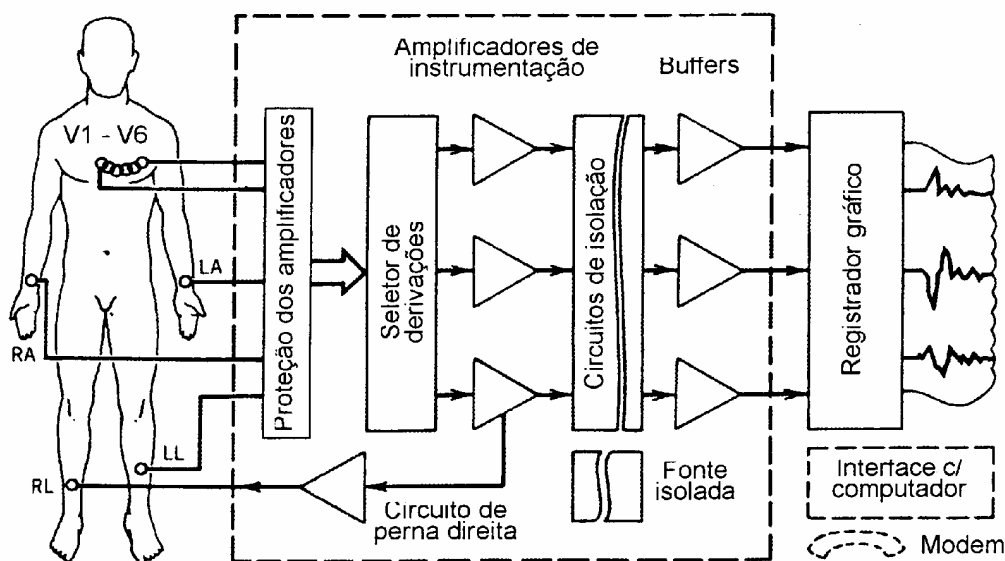 Amplificadores de
instrumentação
Buffers
V1 - V6
LA
RA
LL
RL
Proteção dos amplificadores
Seletor de
derivações
Circuitos de isolação
Registrador gráfico
Circuito de
perna direita
Fonte
isolada
Interface c/
computador
Modem